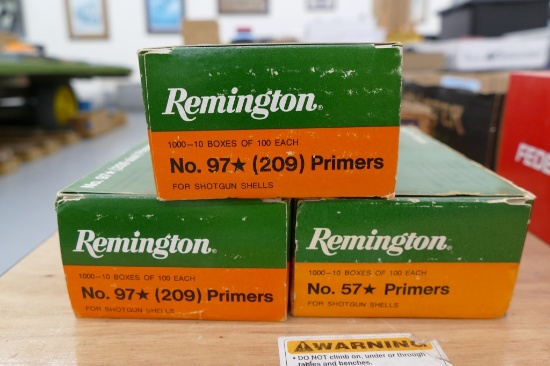 Remington®
1000—10 BOXES OF 100 EACH
No. 97★ (209) Primers
FOR SHOTGUN SHELLS
Remington®
1000—10 BOXES OF 100 EACH
No. 97★ (209) Primers
FOR SHOTGUN SHELLS
Remington®
1000—10 BOXES OF 100 EACH
No. 57★ Primers
FOR SHOTGUN SHELLS
FEDE
WARNING
• DO NOT climb on, under or through
tables and benches.